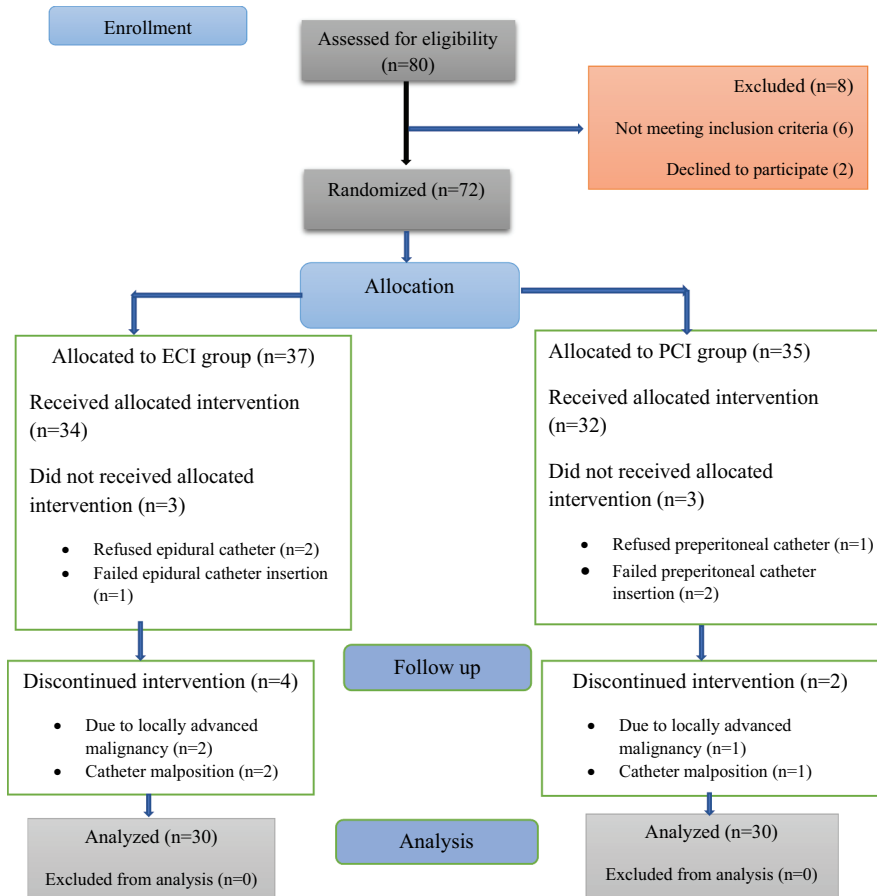 Enrollment
Assessed for eligibility
(n=80)
Excluded (n=8)
Not meeting inclusion criteria (6)
Declined to participate (2)
Randomized (n=72)
Allocation
Allocated to ECI group (n=37)
Received allocated intervention
(n=34)
Did not received allocated
intervention (n=3)
• Refused epidural catheter (n=2)
• Failed epidural catheter insertion
(n=1)
Allocated to PCI group (n=35)
Received allocated intervention
(n=32)
Did not received allocated
intervention (n=3)
• Refused preperitoneal catheter (n=1)
• Failed preperitoneal catheter
insertion (n=2)
Follow up
Discontinued intervention (n=4)
• Due to locally advanced
malignancy (n=2)
• Catheter malposition (n=2)
Discontinued intervention (n=2)
• Due to locally advanced
malignancy (n=1)
• Catheter malposition (n=1)
Analysis
Analyzed (n=30)
Excluded from analysis (n=0)
Analyzed (n=30)
Excluded from analysis (n=0)